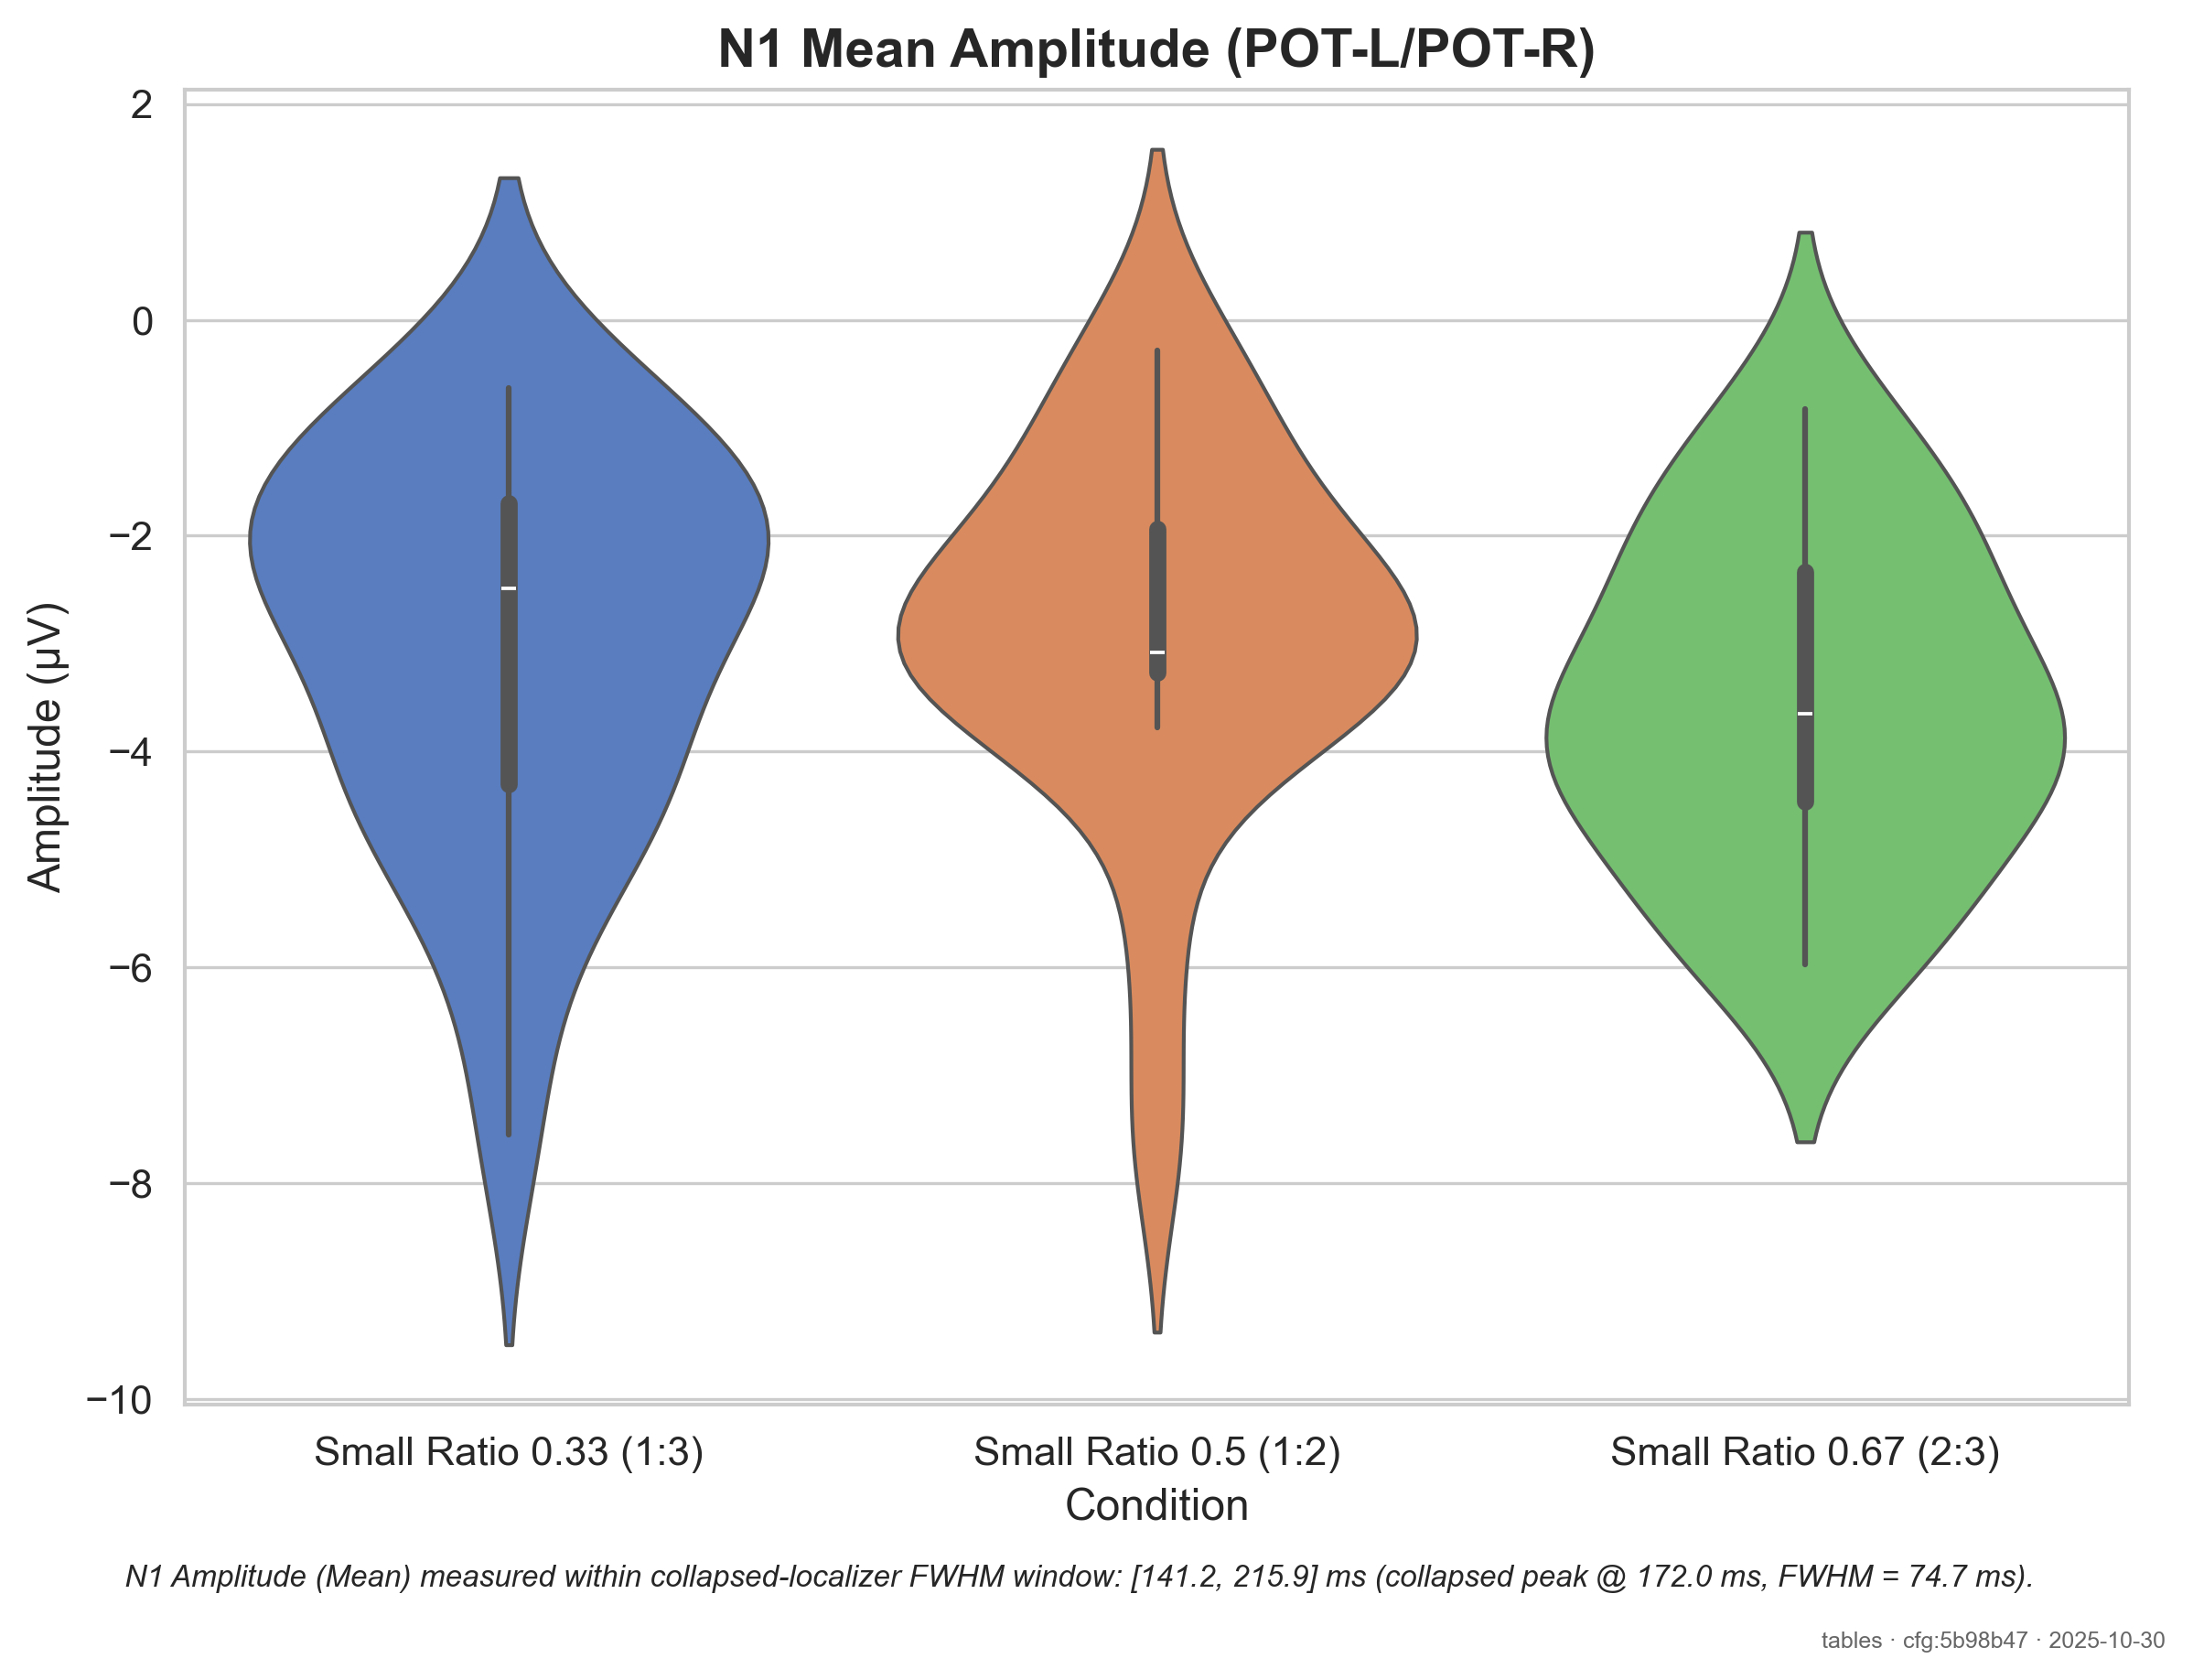 N1 Mean Amplitude (POT-L/POT-R)
Amplitude (µV)
2
0
−2
−4
−6
−8
−10
Small Ratio 0.33 (1:3)
Small Ratio 0.5 (1:2)
Small Ratio 0.67 (2:3)
Condition
N1 Amplitude (Mean) measured within collapsed-localizer FWHM window: [141.2, 215.9] ms (collapsed peak @ 172.0 ms, FWHM = 74.7 ms).
tables · cfg:5b98b47 · 2025-10-30